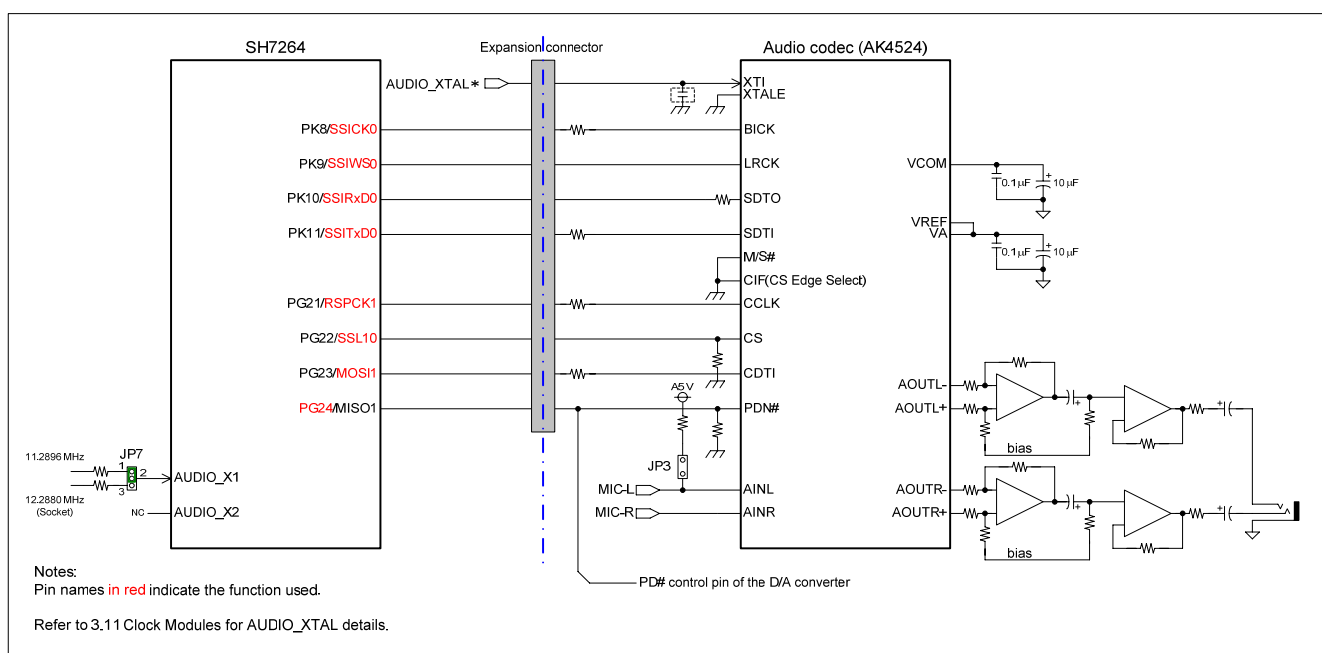 SH7264
Expansion connector
Audio codec (AK4524)
AUDIO_XTAL*
XTI
XTALE
PK8/SSICK0
BICK
PK9/SSIWS0
LRCK
VCOM
0.1μF
+
10μF
PK10/SSIRxD0
SDTO
PK11/SSITxD0
SDTI
VREF
VA
0.1μF
+
10μF
M/S#
CIF(CS Edge Select)
PG21/RSPCK1
CCLK
PG22/SSL10
CS
PG23/MOSI1
CDTI
A5V
PG24/MISO1
PDN#
AOUTL-
AOUTL+
+
+
bias
11.2896 MHz
JP7
1
2
3
AUDIO_X1
12.2880 MHz
(Socket)
NC
AUDIO_X2
JP3
MIC-L
AINL
MIC-R
AINR
AOUTR-
AOUTR+
+
+
bias
PD# control pin of the D/A converter
Notes:
Pin names in red indicate the function used.
Refer to 3.11 Clock Modules for AUDIO_XTAL details.